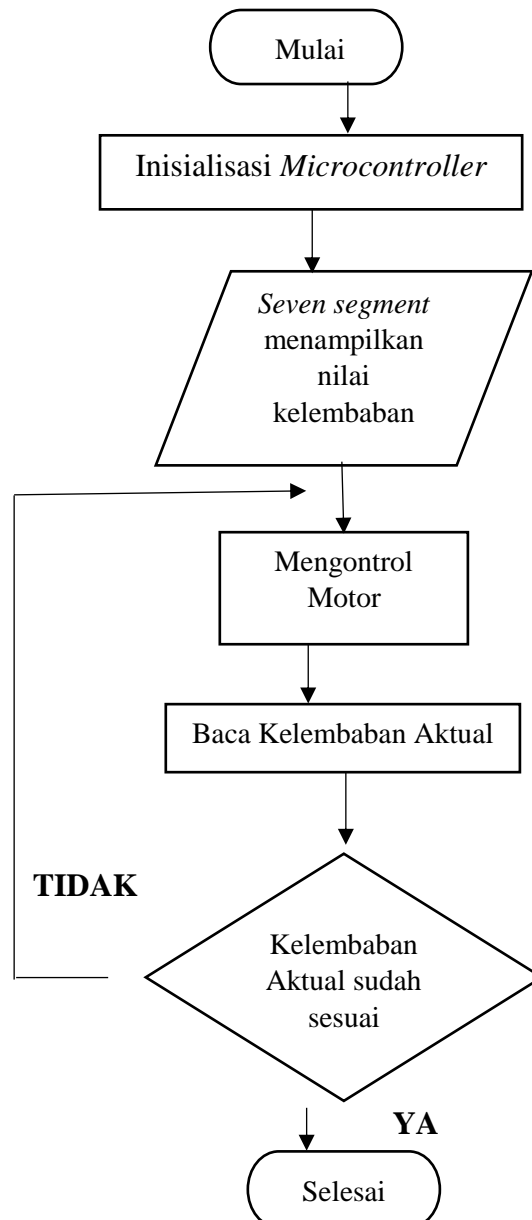 Mulai
Inisialisasi Microcontroller
Seven segment
menampilkan
nilai
kelembaban
Mengontrol
Motor
Baca Kelembaban Aktual
TIDAK
Kelembaban
Aktual sudah
sesuai
YA
Selesai